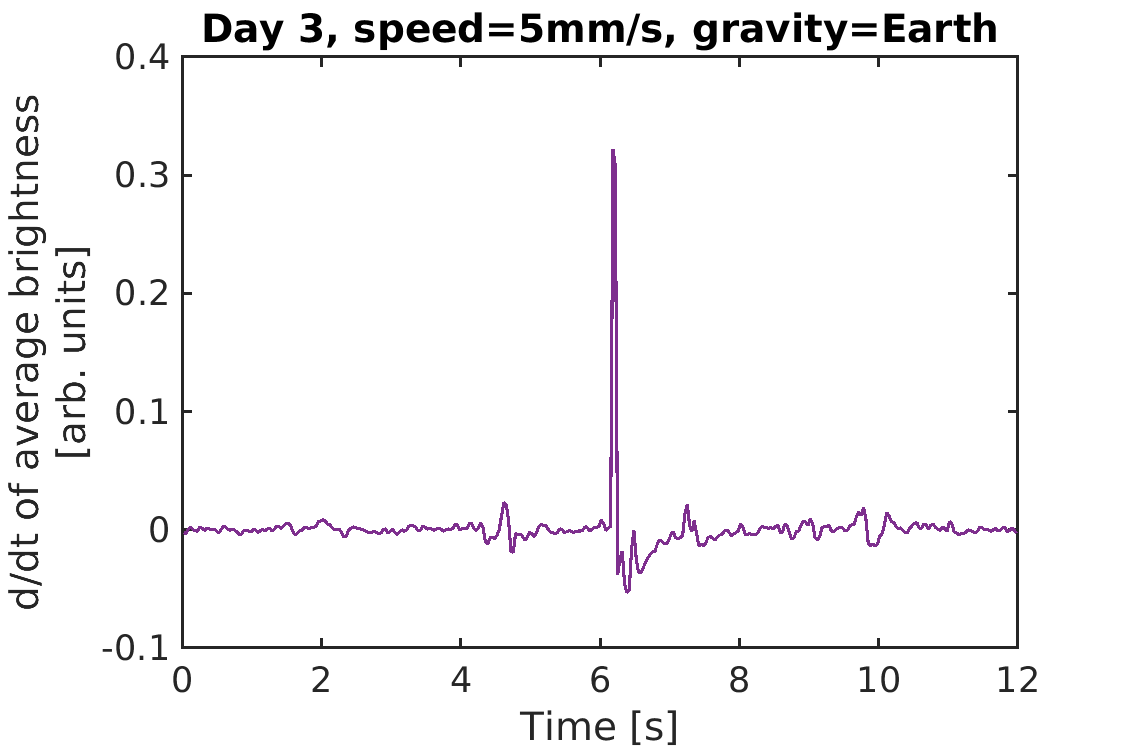 Day 3, speed=5mm/s, gravity=Earth
d/dt of average brightness
[arb. units]
0.4
0.3
0.2
0.1
0
-0.1
0 2 4 6 8 10 12
Time [s]